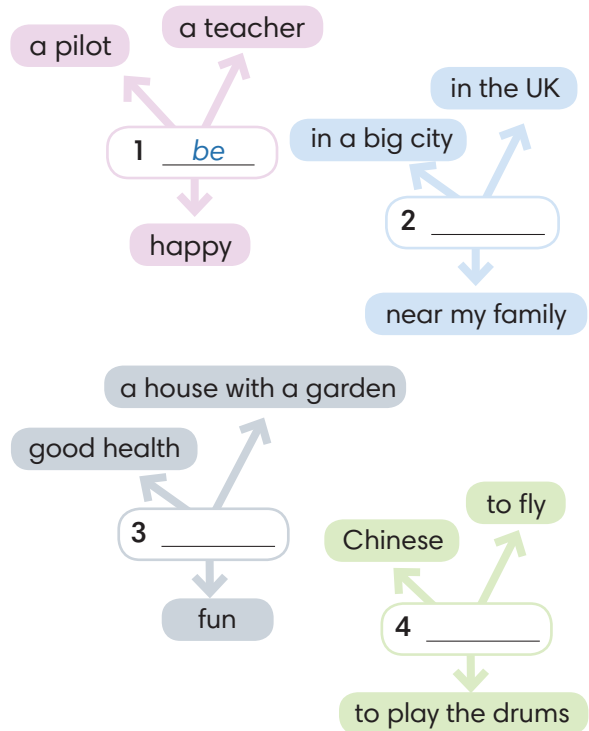 a pilot
a teacher
1 be
happy
in the UK
in a big city
2
near my family
a house with a garden
good health
3
fun
to fly
Chinese
4
to play the drums